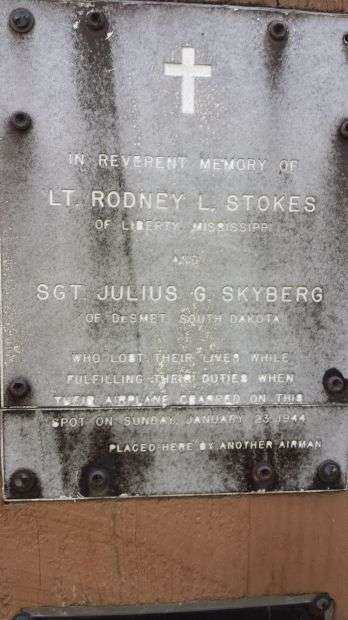 IN REVERENT MEMORY OF
LT. RODNEY L. STOKES
OF LIBERTY, MISSISSIPPI
AND
SGT. JULIUS G. SKYBERG
OF DeSMET, SOUTH DAKOTA
WHO LOST THEIR LIVES WHILE
FULFILLING THEIR DUTIES WHEN
THEIR AIRPLANE CRASHED ON THIS
SPOT ON SUNDAY, JANUARY 23, 1944
PLACED HERE BY ANOTHER AIRMAN